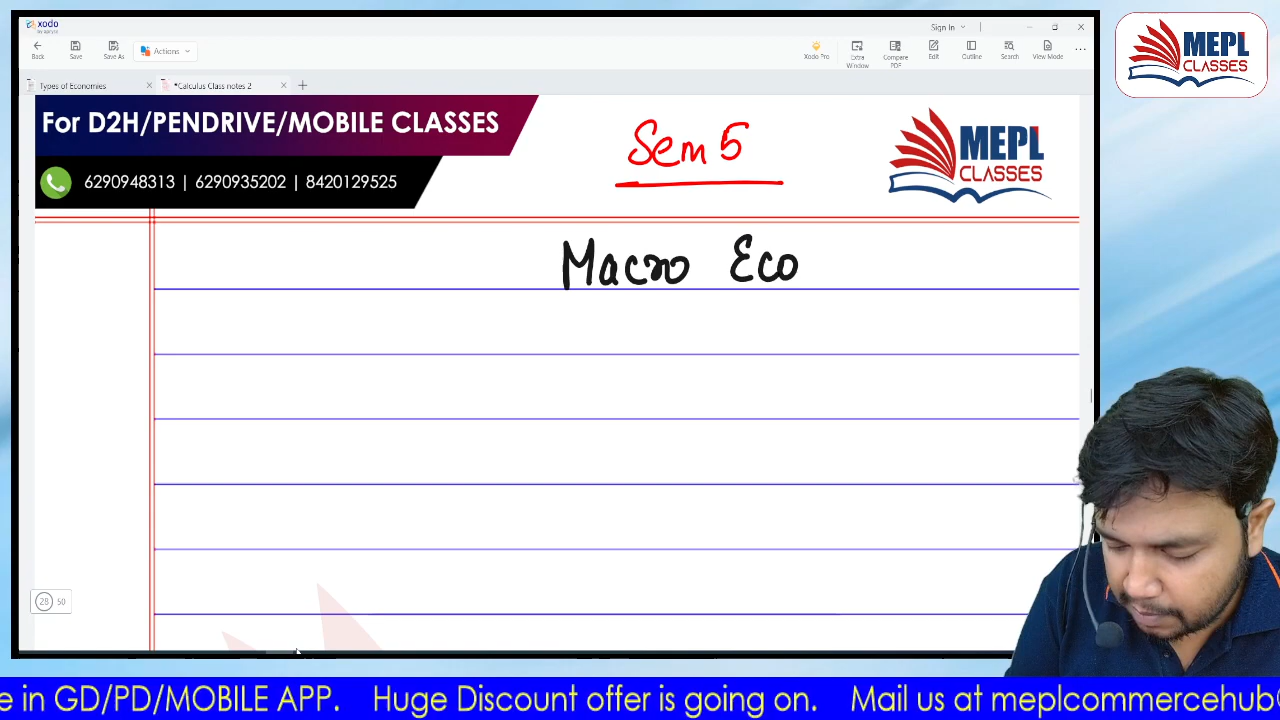 xodo
by apryse
Sign In
Back
Save
Save As
Actions
Xodo Pro
Extra Window
Compare PDF
Edit
Outline
Search
View Mode
Types of Economies
*Calculus Class notes 2
MEPL
CLASSES
For D2H/PENDRIVE/MOBILE CLASSES
6290948313 | 6290935202 | 8420129525
Sem 5
MEPL
CLASSES
Macro Eco
28 50
e in GD/PD/MOBILE APP. Huge Discount offer is going on. Mail us at meplcommercehub